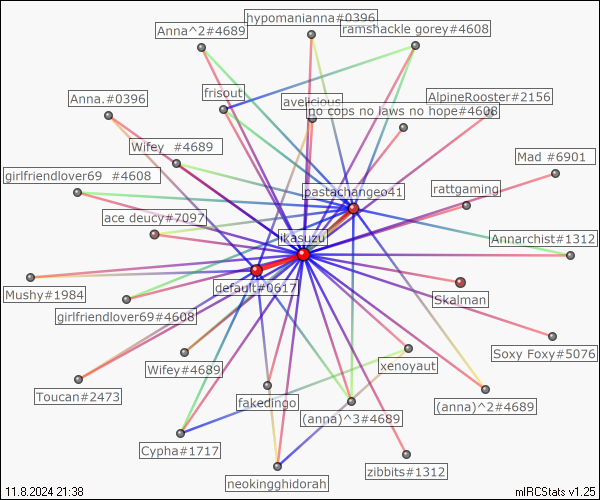 hypomanianna#0396
Anna^2#4689
ramshackle gorey#4608
frisout
AlpineRooster#2156
Anna.#0396
avelicious
no cops no laws no hope#4608
Wifey  #4689
Mad #6901
girlfriendlover69  #4608
pastachangeo41
rattgaming
ace deucy#7097
ikasuzu
Annarchist#1312
default#0617
Mushy#1984
Skalman
girlfriendlover69#4608
Soxy Foxy#5076
Wifey#4689
xenoyaut
Toucan#2473
fakedingo
(anna)^2#4689
(anna)^3#4689
Cypha#1717
zibbits#1312
neokingghidorah
11.8.2024 21:38
mIRCStats v1.25